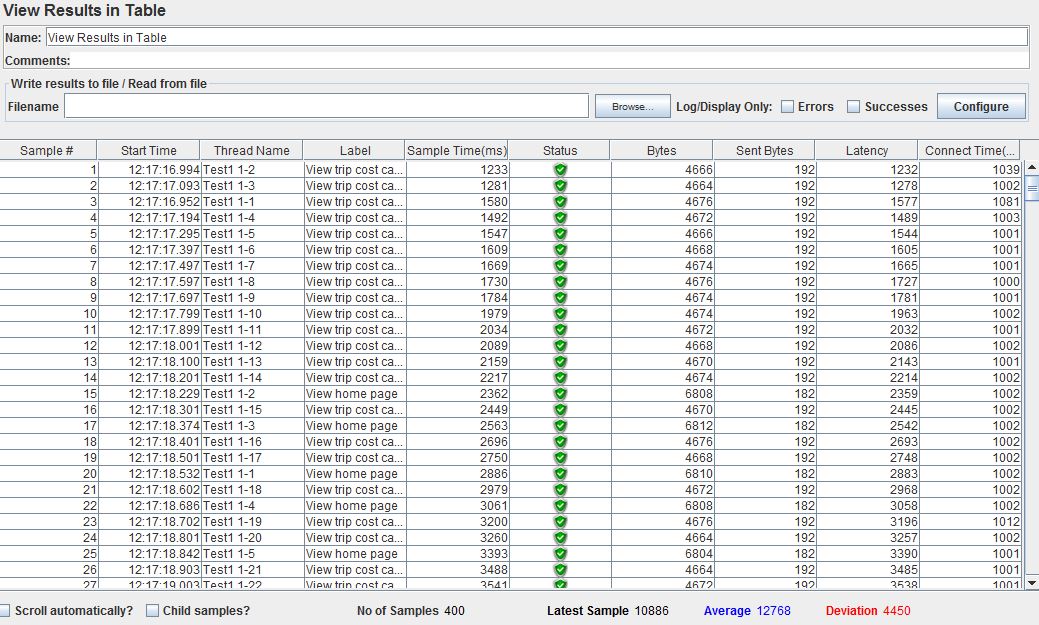 View Results in Table
Name: View Results in Table
Comments:
Write results to file / Read from file
Filename Browse... Log/Display Only: Errors Successes Configure
Sample # Start Time Thread Name Label Sample Time(ms) Status Bytes Sent Bytes Latency Connect Time(...
1 12:17:16.994 Test1 1-2 View trip cost ca... 1233 4666 192 1232 1039
2 12:17:17.093 Test1 1-3 View trip cost ca... 1281 4664 192 1278 1002
3 12:17:16.952 Test1 1-1 View trip cost ca... 1580 4676 192 1577 1081
4 12:17:17.194 Test1 1-4 View trip cost ca... 1492 4672 192 1489 1003
5 12:17:17.295 Test1 1-5 View trip cost ca... 1547 4666 192 1544 1001
6 12:17:17.397 Test1 1-6 View trip cost ca... 1609 4668 192 1605 1001
7 12:17:17.497 Test1 1-7 View trip cost ca... 1669 4674 192 1665 1001
8 12:17:17.597 Test1 1-8 View trip cost ca... 1730 4676 192 1727 1000
9 12:17:17.697 Test1 1-9 View trip cost ca... 1784 4674 192 1781 1001
10 12:17:17.799 Test1 1-10 View trip cost ca... 1979 4674 192 1963 1002
11 12:17:17.899 Test1 1-11 View trip cost ca... 2034 4672 192 2032 1001
12 12:17:18.001 Test1 1-12 View trip cost ca... 2089 4668 192 2086 1002
13 12:17:18.100 Test1 1-13 View trip cost ca... 2159 4670 192 2143 1001
14 12:17:18.201 Test1 1-14 View trip cost ca... 2217 4674 192 2214 1002
15 12:17:18.229 Test1 1-2 View home page 2362 6808 182 2359 1002
16 12:17:18.301 Test1 1-15 View trip cost ca... 2449 4670 192 2445 1002
17 12:17:18.374 Test1 1-3 View home page 2563 6812 182 2542 1002
18 12:17:18.401 Test1 1-16 View trip cost ca... 2696 4676 192 2693 1002
19 12:17:18.501 Test1 1-17 View trip cost ca... 2750 4668 192 2748 1002
20 12:17:18.532 Test1 1-1 View home page 2886 6810 182 2883 1002
21 12:17:18.602 Test1 1-18 View trip cost ca... 2979 4672 192 2968 1002
22 12:17:18.686 Test1 1-4 View home page 3061 6808 182 3058 1002
23 12:17:18.702 Test1 1-19 View trip cost ca... 3200 4676 192 3196 1012
24 12:17:18.801 Test1 1-20 View trip cost ca... 3260 4664 192 3257 1002
25 12:17:18.842 Test1 1-5 View home page 3393 6804 182 3390 1001
26 12:17:18.903 Test1 1-21 View trip cost ca... 3488 4664 192 3485 1001
27 12:17:19.003 Test1 1-22 View trip cost ca... 3541 4672 192 3538 1001
Scroll automatically? Child samples? No of Samples 400 Latest Sample 10886 Average 12768 Deviation 4450